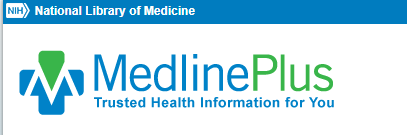 NIH National Library of Medicine
MedlinePlus
Trusted Health Information for You